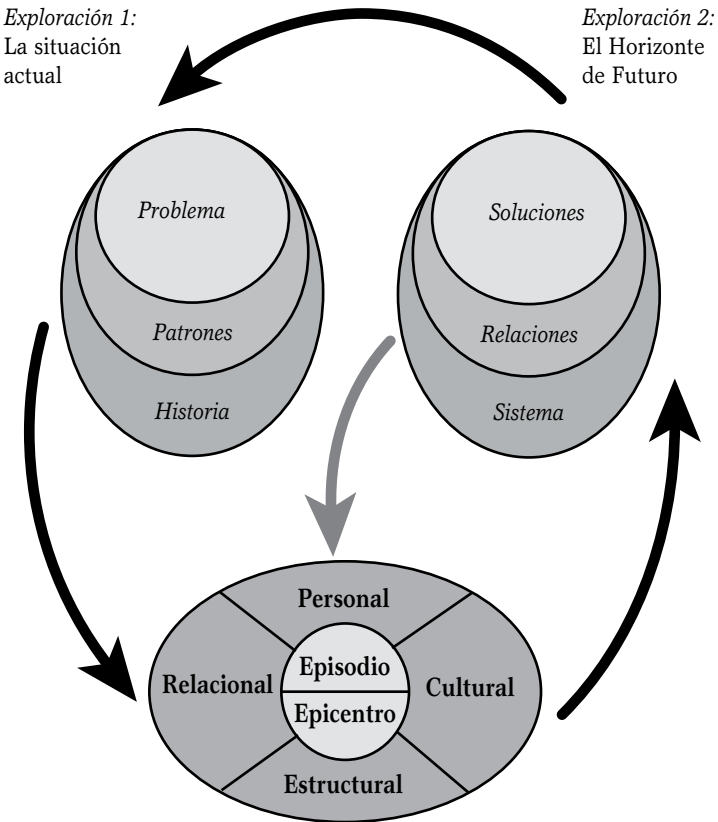 Exploración 1:
La situación
actual
Exploración 2:
El Horizonte
de Futuro
Problema
Patrones
Historia
Soluciones
Relaciones
Sistema
Personal
Relacional
Episodio
Epicentro
Cultural
Estructural